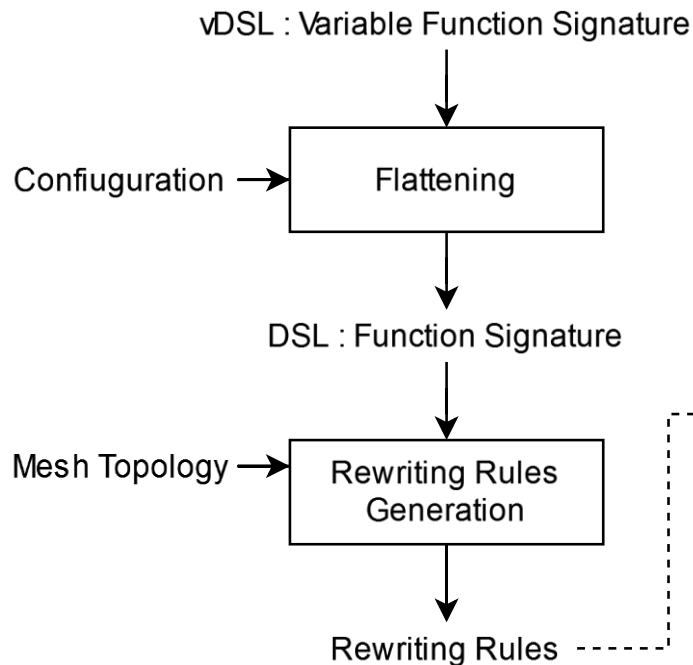 vDSL : Variable Function Signature
Confiuguration
Flattening
DSL : Function Signature
Mesh Topology
Rewriting Rules
Generation
Rewriting Rules